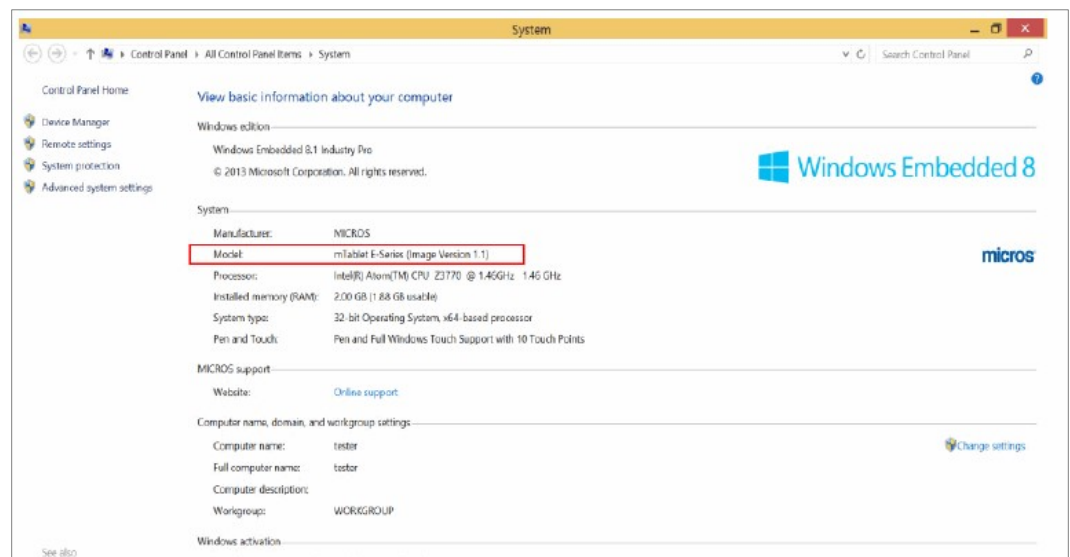 System
Control Panel All Control Panel Items System
Search Control Panel
Control Panel Home
Device Manager
Remote settings
System protection
Advanced system settings
See also
View basic information about your computer
Windows edition
Windows Embedded 8.1 Industry Pro
© 2013 Microsoft Corporation. All rights reserved.
Windows Embedded 8
System
Manufacturer: MICROS
Model: mTablet E-Series (Image Version 1.1)
micros
Processor: Intel(R) Atom(TM) CPU Z3770 @ 1.46GHz 1.46 GHz
Installed memory (RAM): 2.00 GB (1.88 GB usable)
System type: 32-bit Operating System, x64-based processor
Pen and Touch: Pen and Full Windows Touch Support with 10 Touch Points
MICROS support
Website: Online support
Computer name, domain, and workgroup settings
Computer name: tester
Change settings
Full computer name: tester
Computer description:
Workgroup: WORKGROUP
Windows activation